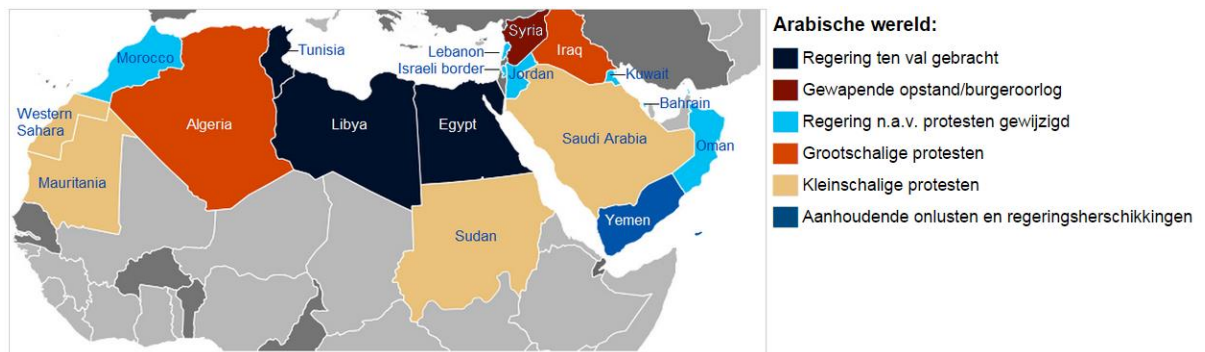 Syria
Tunisia
Lebanon
Morocco
Iraq
Israeli border
Jordan
Kuwait
Western
Sahara
Bahrain
Algeria
Libya
Egypt
Saudi Arabia
Oman
Mauritania
Yemen
Sudan
Arabische wereld:
Regering ten val gebracht
Gewapende opstand/burgeroorlog
Regering n.a.v. protesten gewijzigd
Grootschalige protesten
Kleinschalige protesten
Aanhoudende onlusten en regeringsherschikkingen